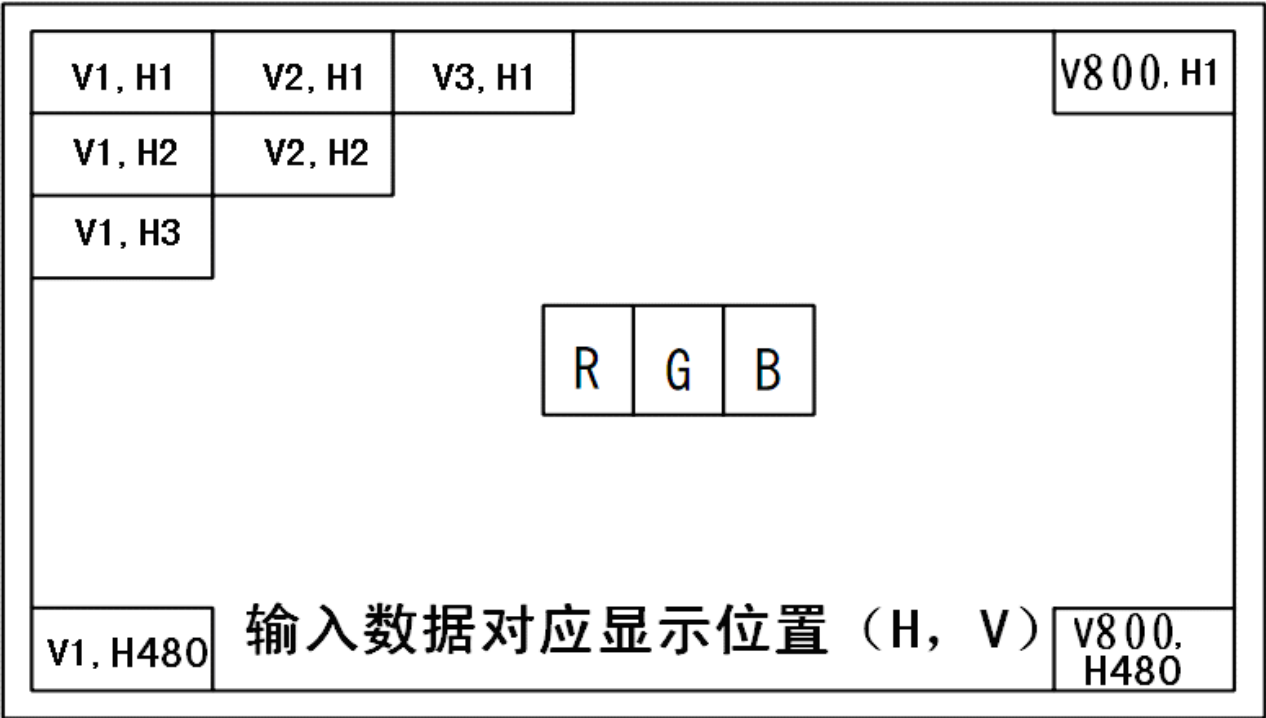 V1, H1 V2, H1 V3, H1 V800, H1
V1, H2 V2, H2
V1, H3
R G B
输入数据对应显示位置（H，V）
V1, H480 V800,
H480